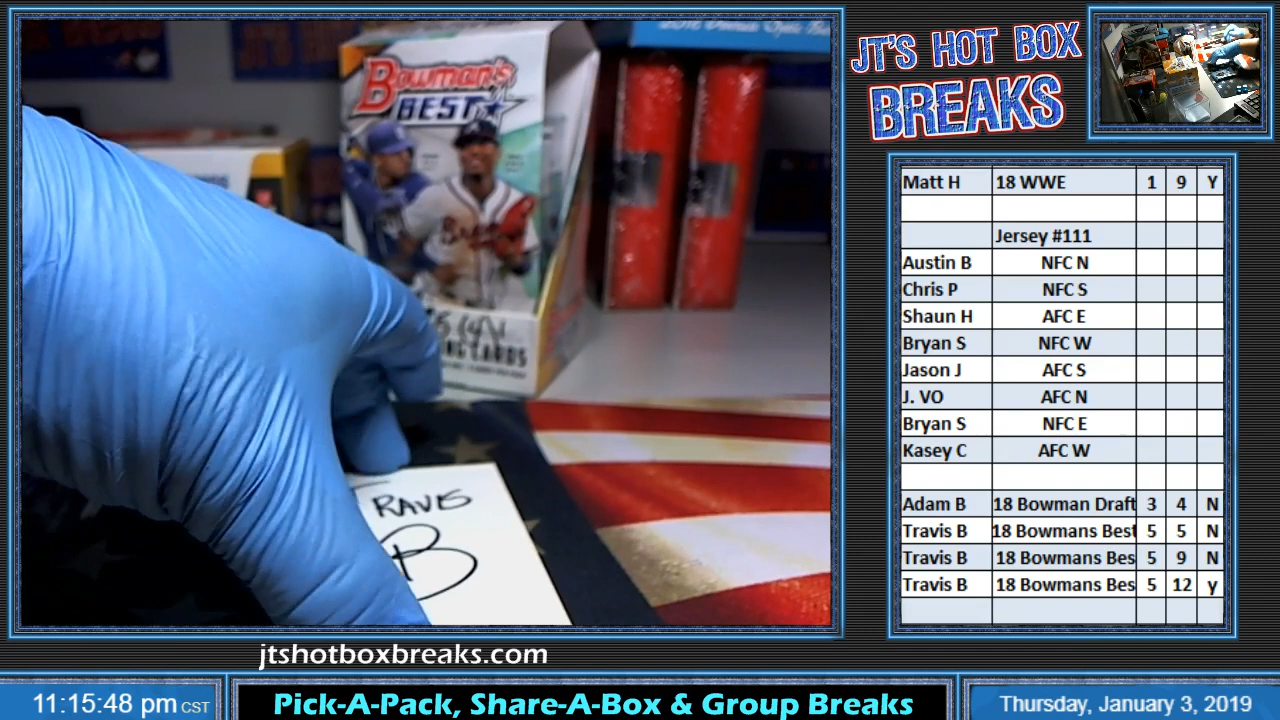 Bowman's
BEST
CARDS
RAVIS
B
JT'S HOT BOX
BREAKS
Matt H 18 WWE 1 9 Y
Jersey #111
Austin B NFC N
Chris P NFC S
Shaun H AFC E
Bryan S NFC W
Jason J AFC S
J. VO AFC N
Bryan S NFC E
Kasey C AFC W
Adam B 18 Bowman Draft 3 4 N
Travis B 18 Bowmans Best 5 5 N
Travis B 18 Bowmans Bes 5 9 N
Travis B 18 Bowmans Bes 5 12 y
jtshotboxbreaks.com
11:15:48 pm CST
Pick-A-Pack, Share-A-Box & Group Breaks
Thursday, January 3, 2019